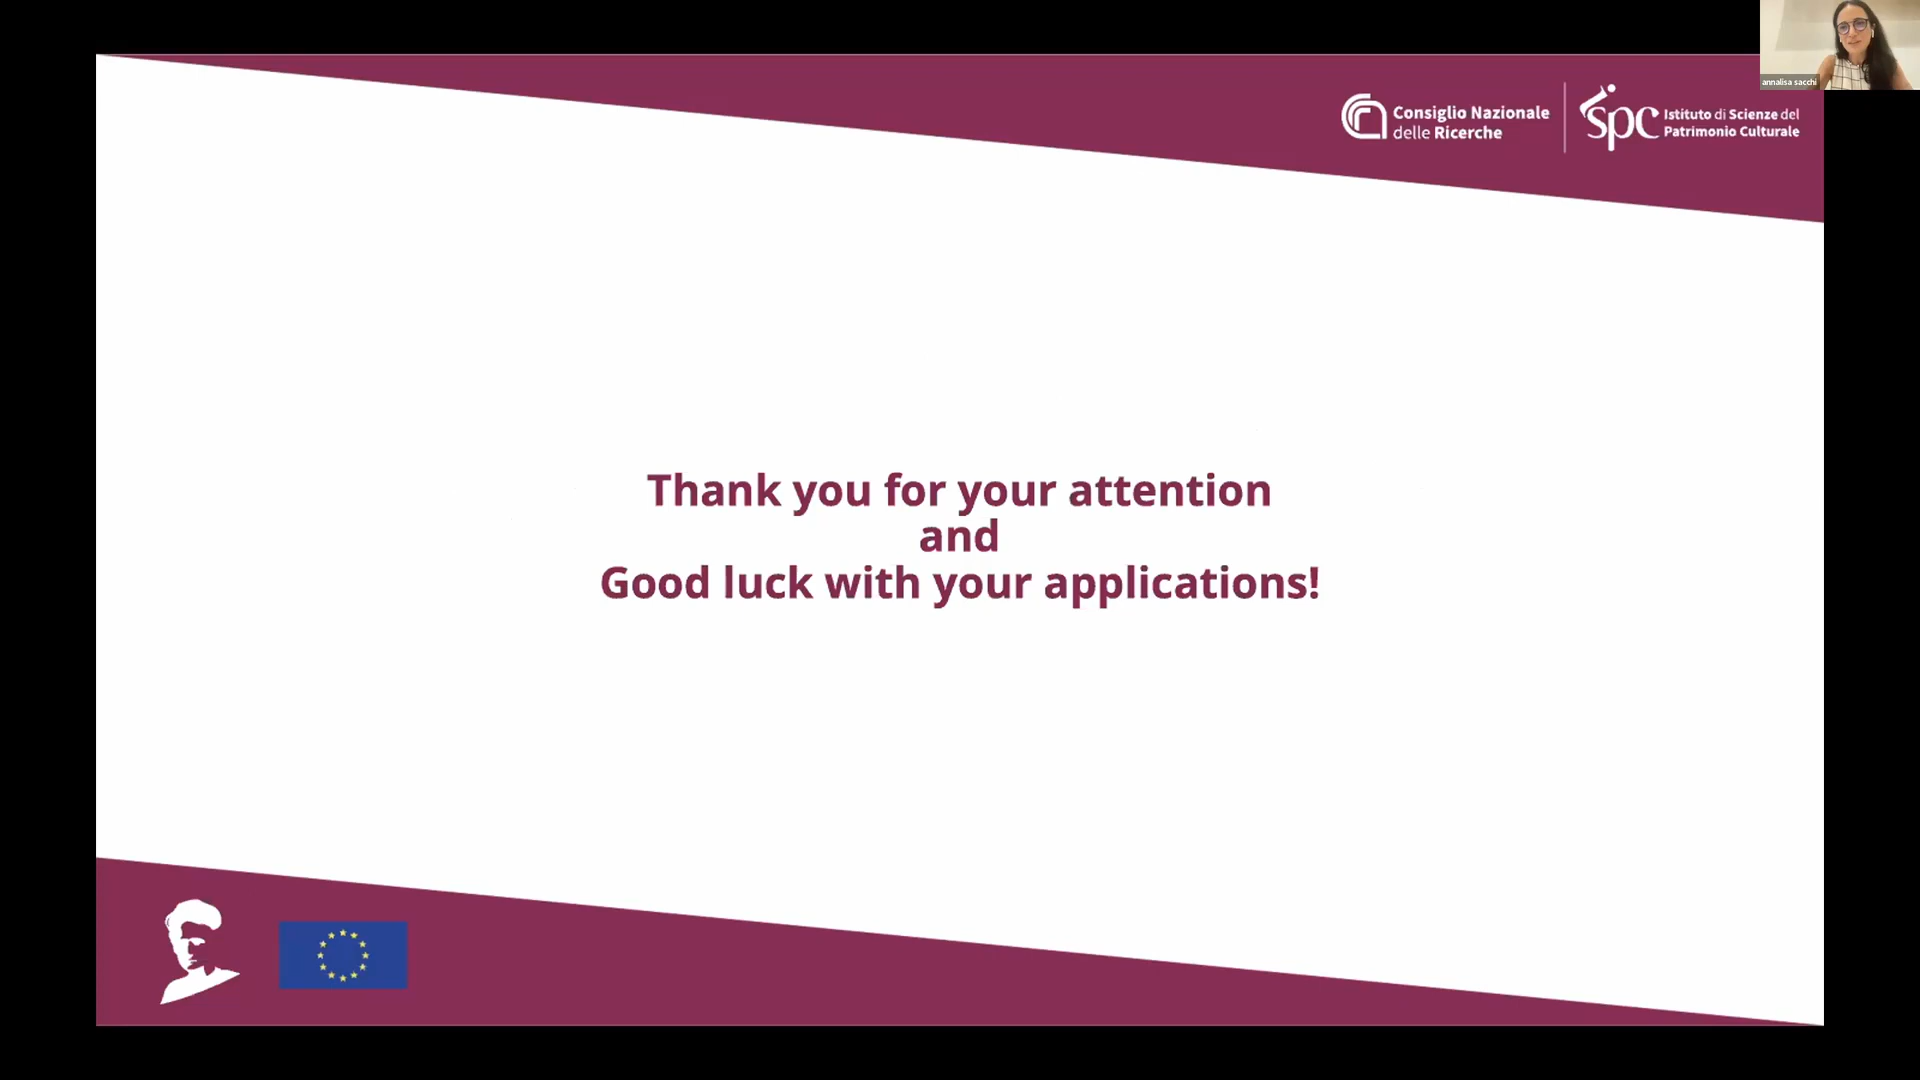 annalisa sacchi
Consiglio Nazionale
delle Ricerche
ispc
Istituto di Scienze del
Patrimonio Culturale
Thank you for your attention
and
Good luck with your applications!